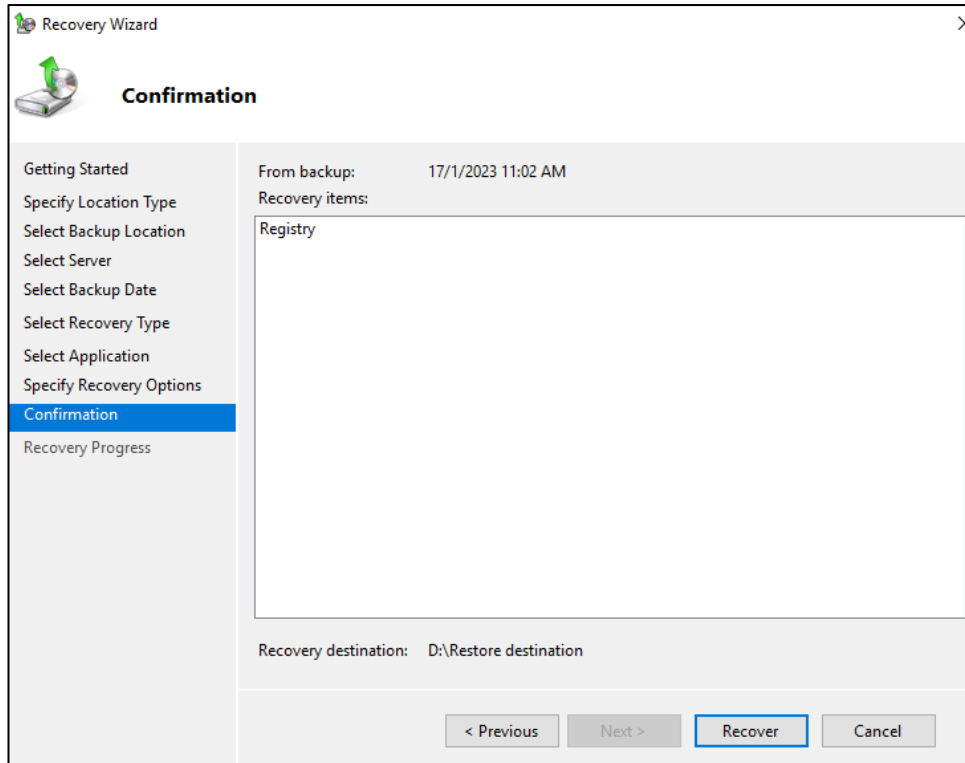 Recovery Wizard
Confirmation
Getting Started
Specify Location Type
Select Backup Location
Select Server
Select Backup Date
Select Recovery Type
Select Application
Specify Recovery Options
Confirmation
Recovery Progress
From backup: 17/1/2023 11:02 AM
Recovery items:
Registry
Recovery destination: D:\Restore destination
< Previous Next > Recover Cancel